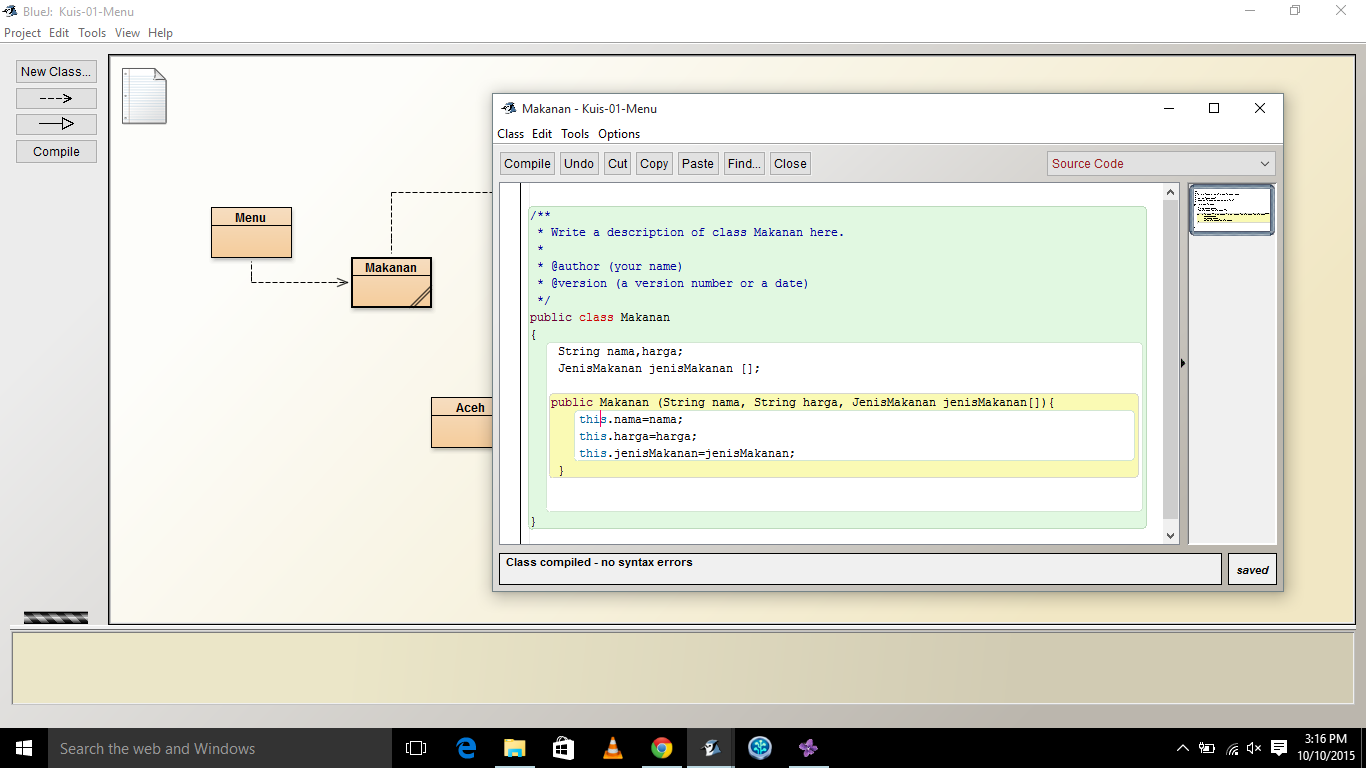 BlueJ: Kuis-01-Menu
Project Edit Tools View Help
New Class...
Compile
Menu
Makanan
Aceh
Makanan - Kuis-01-Menu
Class Edit Tools Options
Compile Undo Cut Copy Paste Find... Close
Source Code
/**
 * Write a description of class Makanan here.
 *
 * @author (your name)
 * @version (a version number or a date)
 */
public class Makanan
{
    String nama,harga;
    JenisMakanan jenisMakanan [];
   public Makanan (String nama, String harga, JenisMakanan jenisMakanan[]){
       this.nama=nama;
       this.harga=harga;
       this.jenisMakanan=jenisMakanan;
    }
}
Class compiled - no syntax errors
saved
Search the web and Windows
3:16 PM
10/10/2015